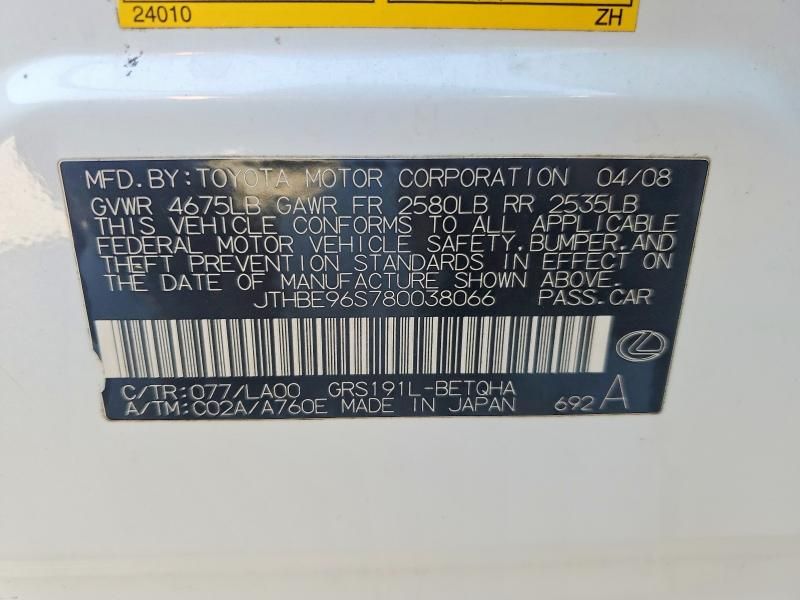 24010 ZH
MFD.BY:TOYOTA MOTOR CORPORATION 04/08
GVWR 4675LB GAWR FR 2580LB RR 2535LB
THIS VEHICLE CONFORMS TO ALL APPLICABLE
FEDERAL MOTOR VEHICLE SAFETY,BUMPER,AND
THEFT PREVENTION STANDARDS IN EFFECT ON
THE DATE OF MANUFACTURE SHOWN ABOVE.
JTHBE96S780038066 PASS.CAR
C/TR:077/LA00 GRS191L-BETQHA
A/TM:C02A/A760E MADE IN JAPAN 692 A